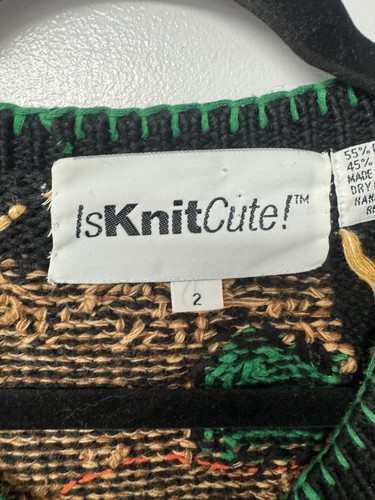 IsKnitCute!™
2
55%
45%
MADE
DRY
HAN